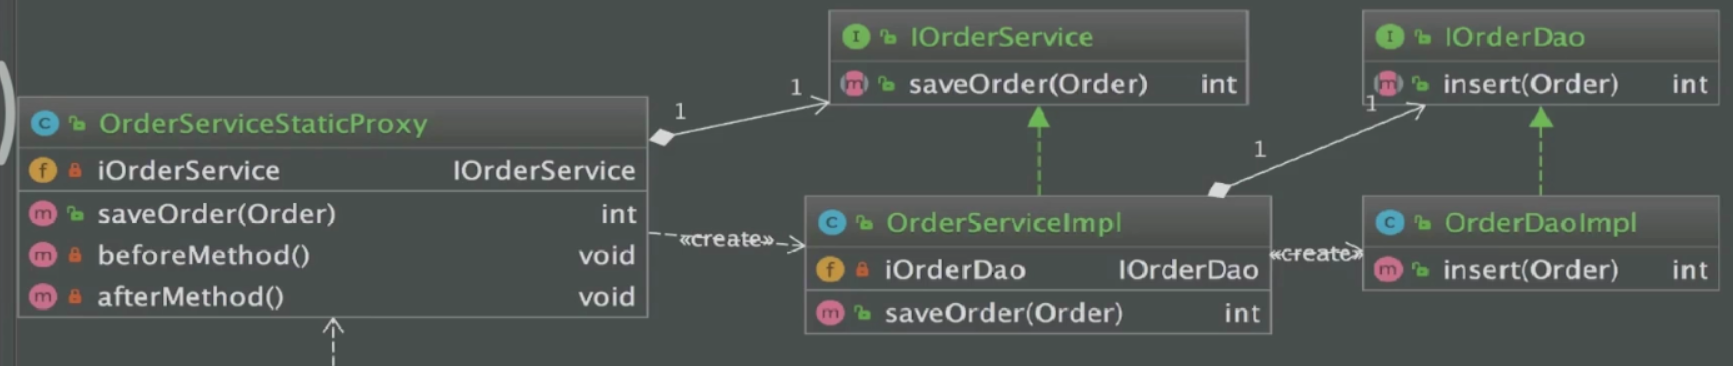 OrderServiceStaticProxy
iOrderService IOrderService
saveOrder(Order) int
beforeMethod() void
afterMethod() void
1 1
«create»
IOrderService
saveOrder(Order) int
OrderServiceImpl
iOrderDao IOrderDao
saveOrder(Order) int
1 1
«create»
IOrderDao
insert(Order) int
OrderDaoImpl
insert(Order) int